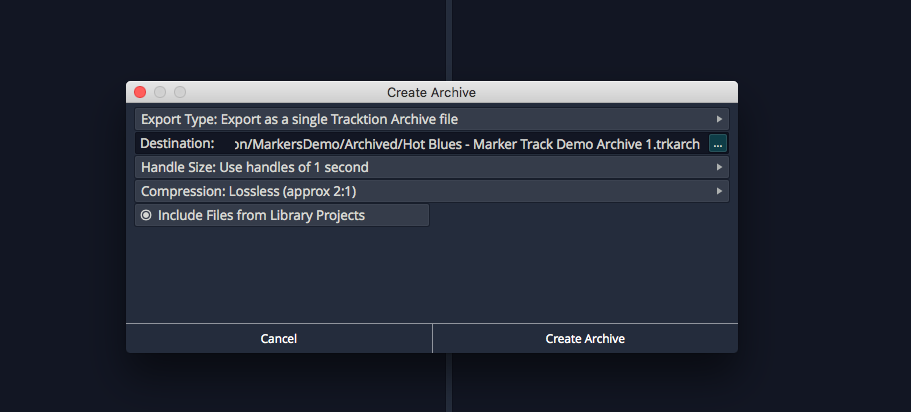 Create Archive
Export Type: Export as a single Tracktion Archive file
Destination: on/MarkersDemo/Archived/Hot Blues - Marker Track Demo Archive 1.trkarch ...
Handle Size: Use handles of 1 second
Compression: Lossless (approx 2:1)
Include Files from Library Projects
Cancel Create Archive